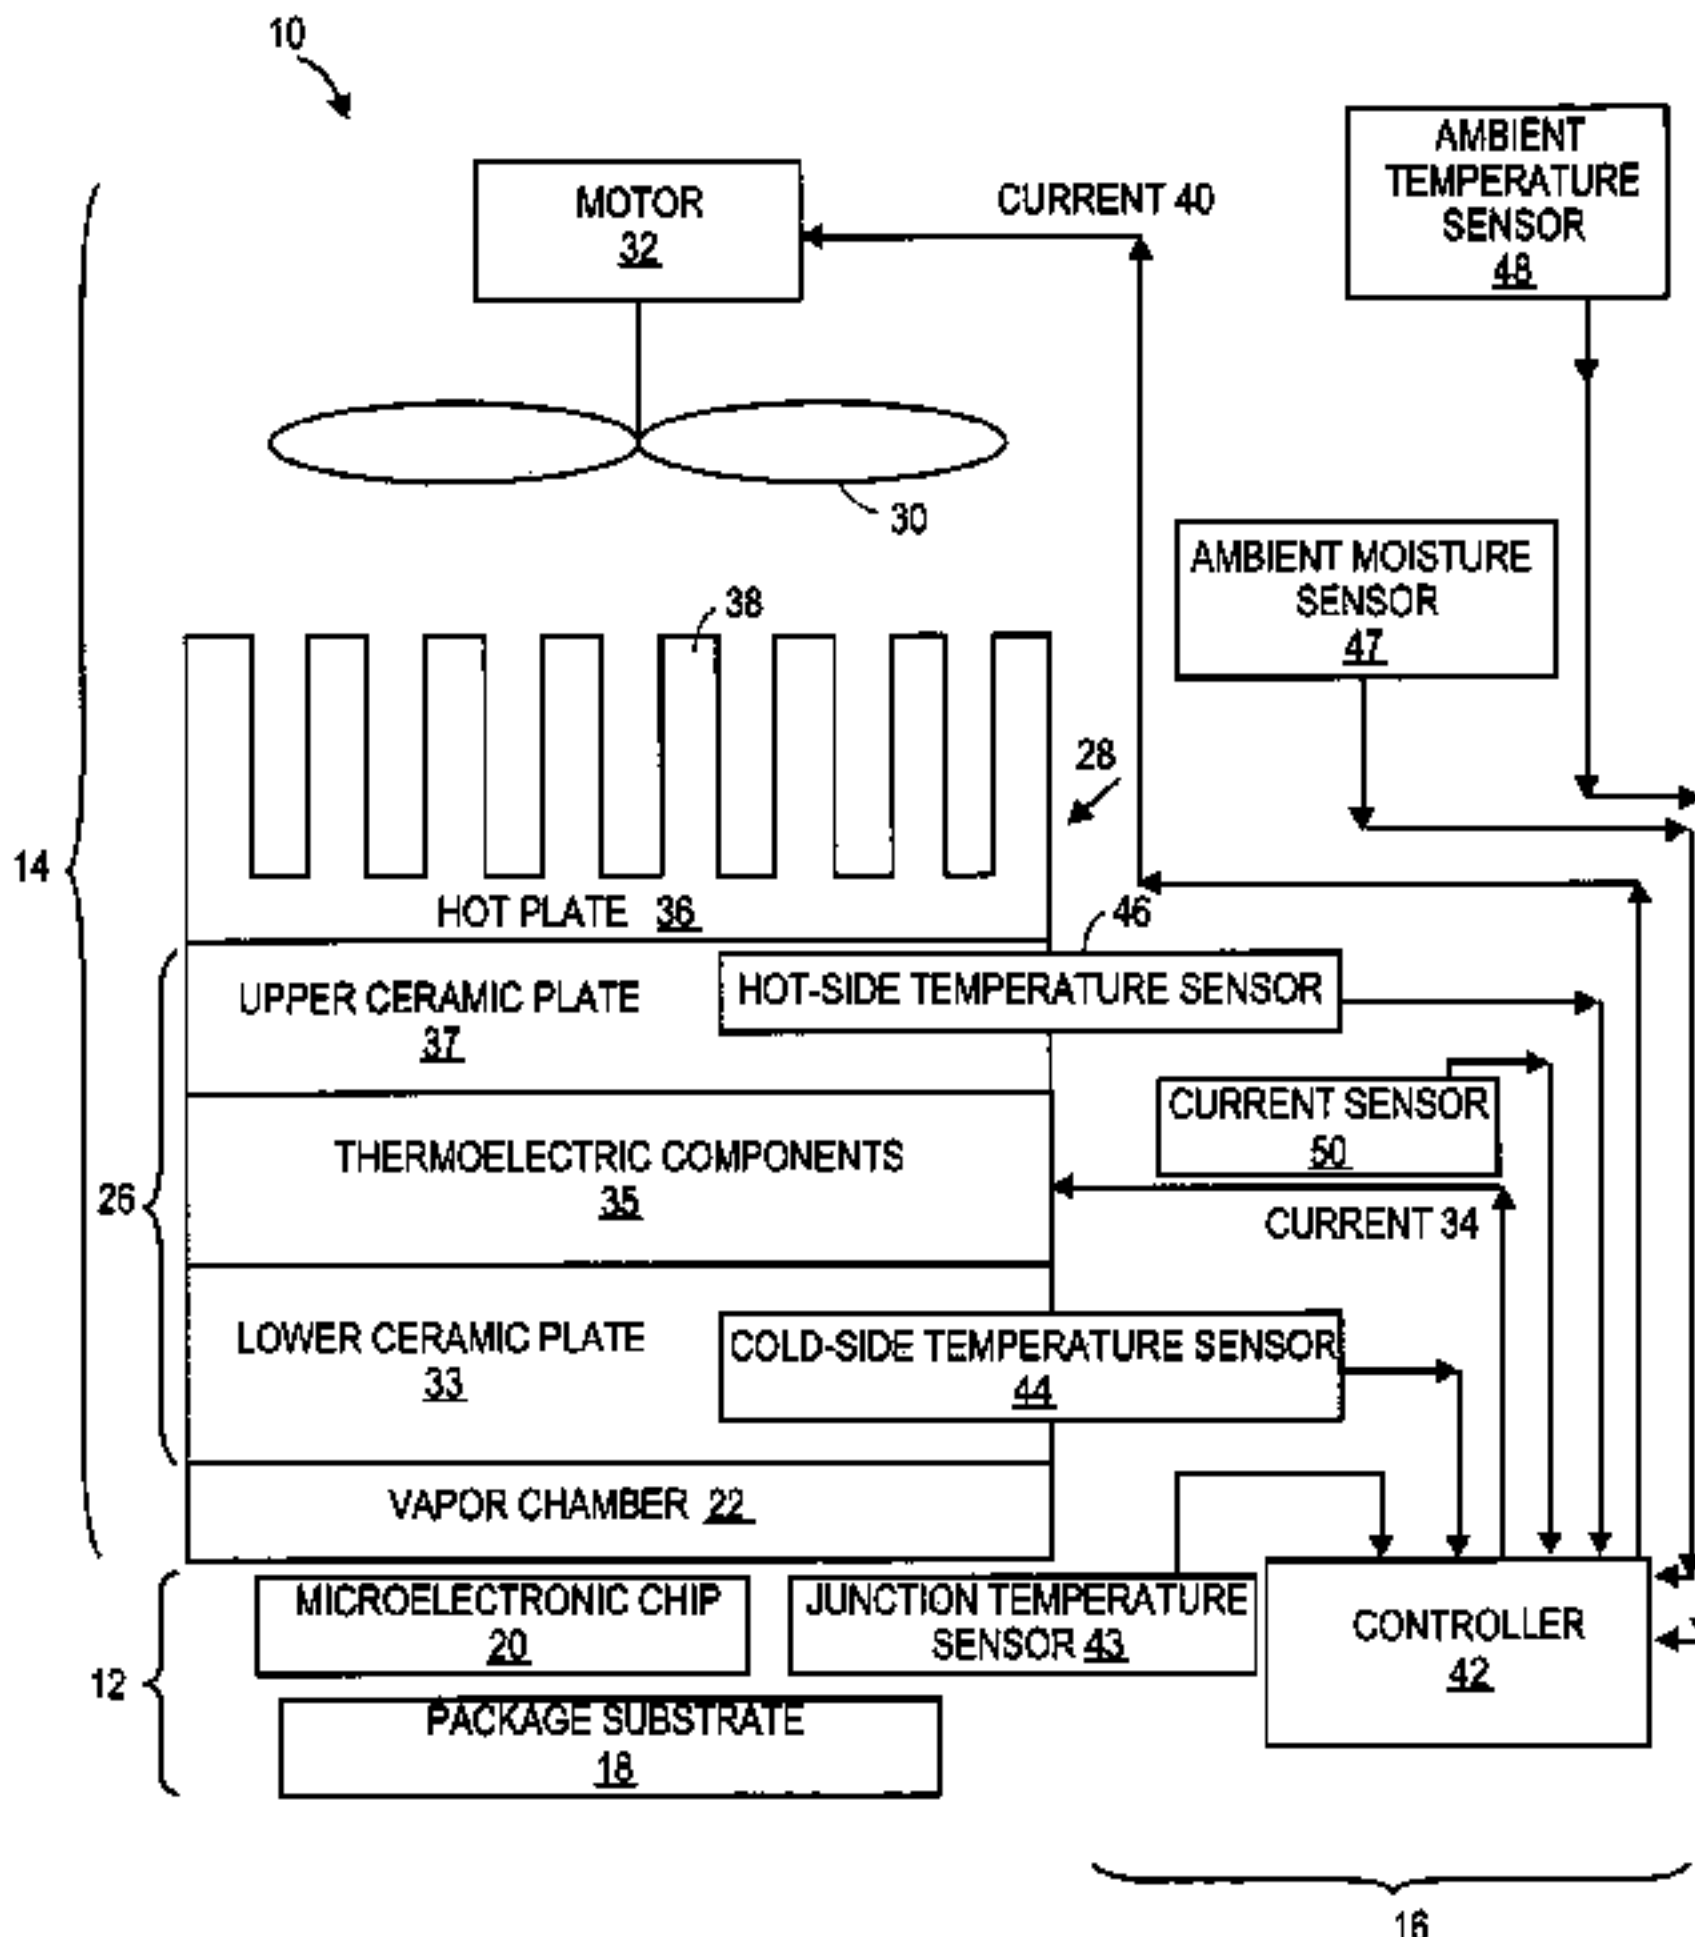 10
MOTOR
32
CURRENT 40
AMBIENT
TEMPERATURE
SENSOR
48
30
AMBIENT MOISTURE
SENSOR
47
38
28
14
HOT PLATE 36
46
UPPER CERAMIC PLATE
37
HOT-SIDE TEMPERATURE SENSOR
CURRENT SENSOR
50
THERMOELECTRIC COMPONENTS
35
26
CURRENT 34
LOWER CERAMIC PLATE
33
COLD-SIDE TEMPERATURE SENSOR
44
VAPOR CHAMBER 22
MICROELECTRONIC CHIP
20
JUNCTION TEMPERATURE
SENSOR 43
CONTROLLER
42
12
PACKAGE SUBSTRATE
18
16